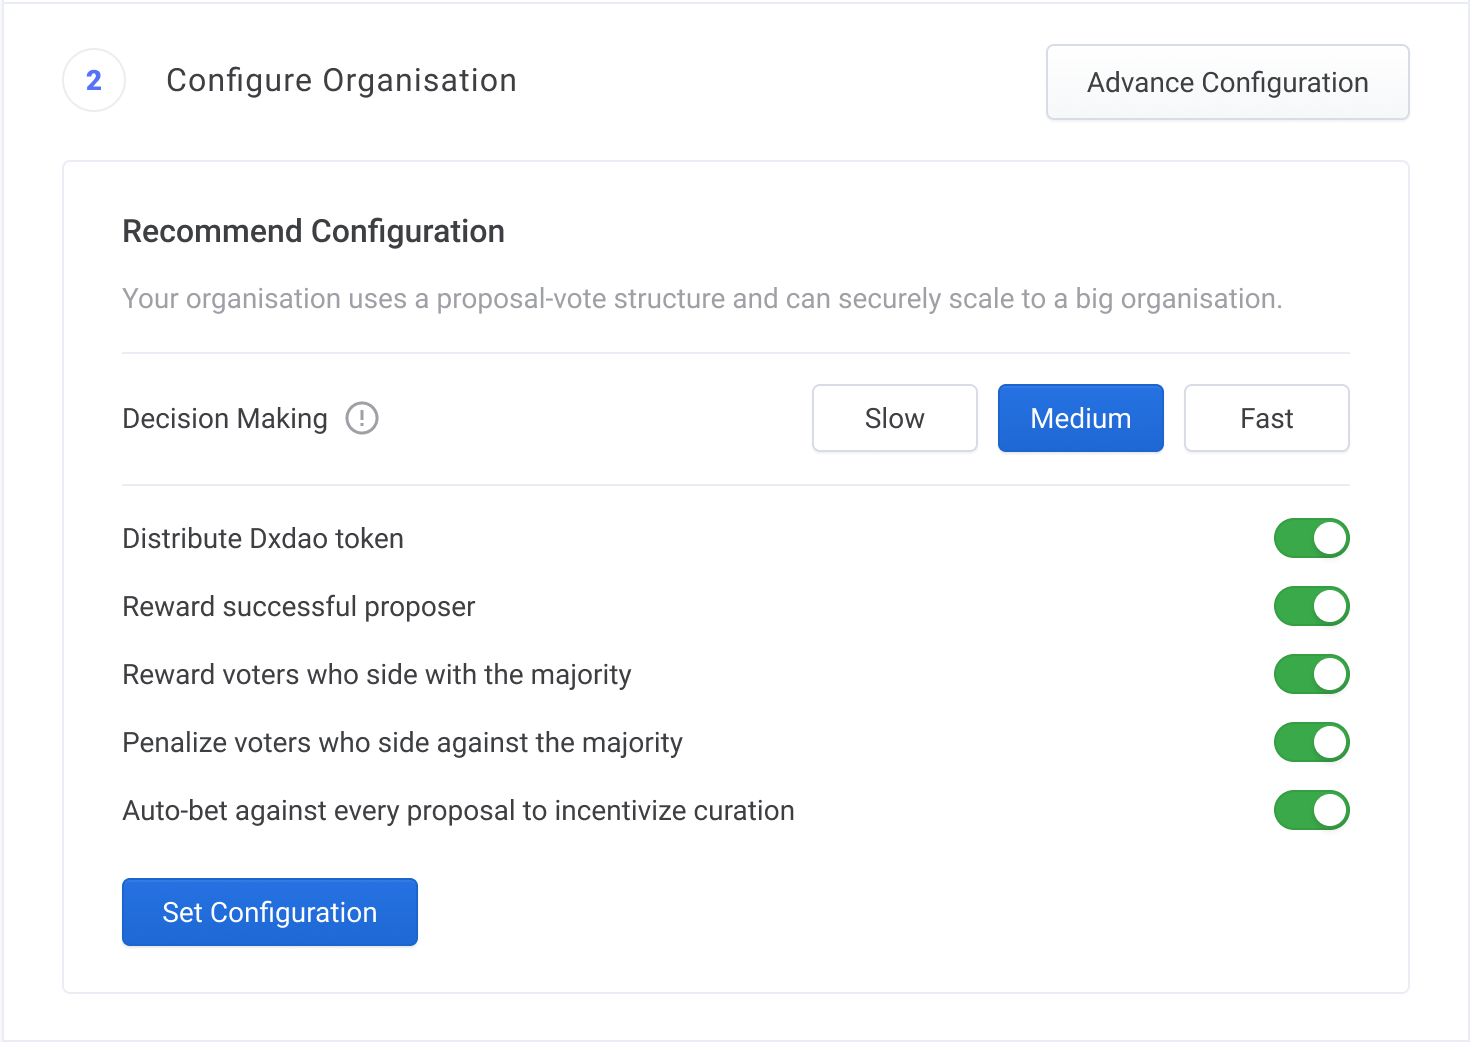 2
Configure Organisation
Advance Configuration
Recommend Configuration
Your organisation uses a proposal-vote structure and can securely scale to a big organisation.
Decision Making
Slow
Medium
Fast
Distribute Dxdao token
Reward successful proposer
Reward voters who side with the majority
Penalize voters who side against the majority
Auto-bet against every proposal to incentivize curation
Set Configuration